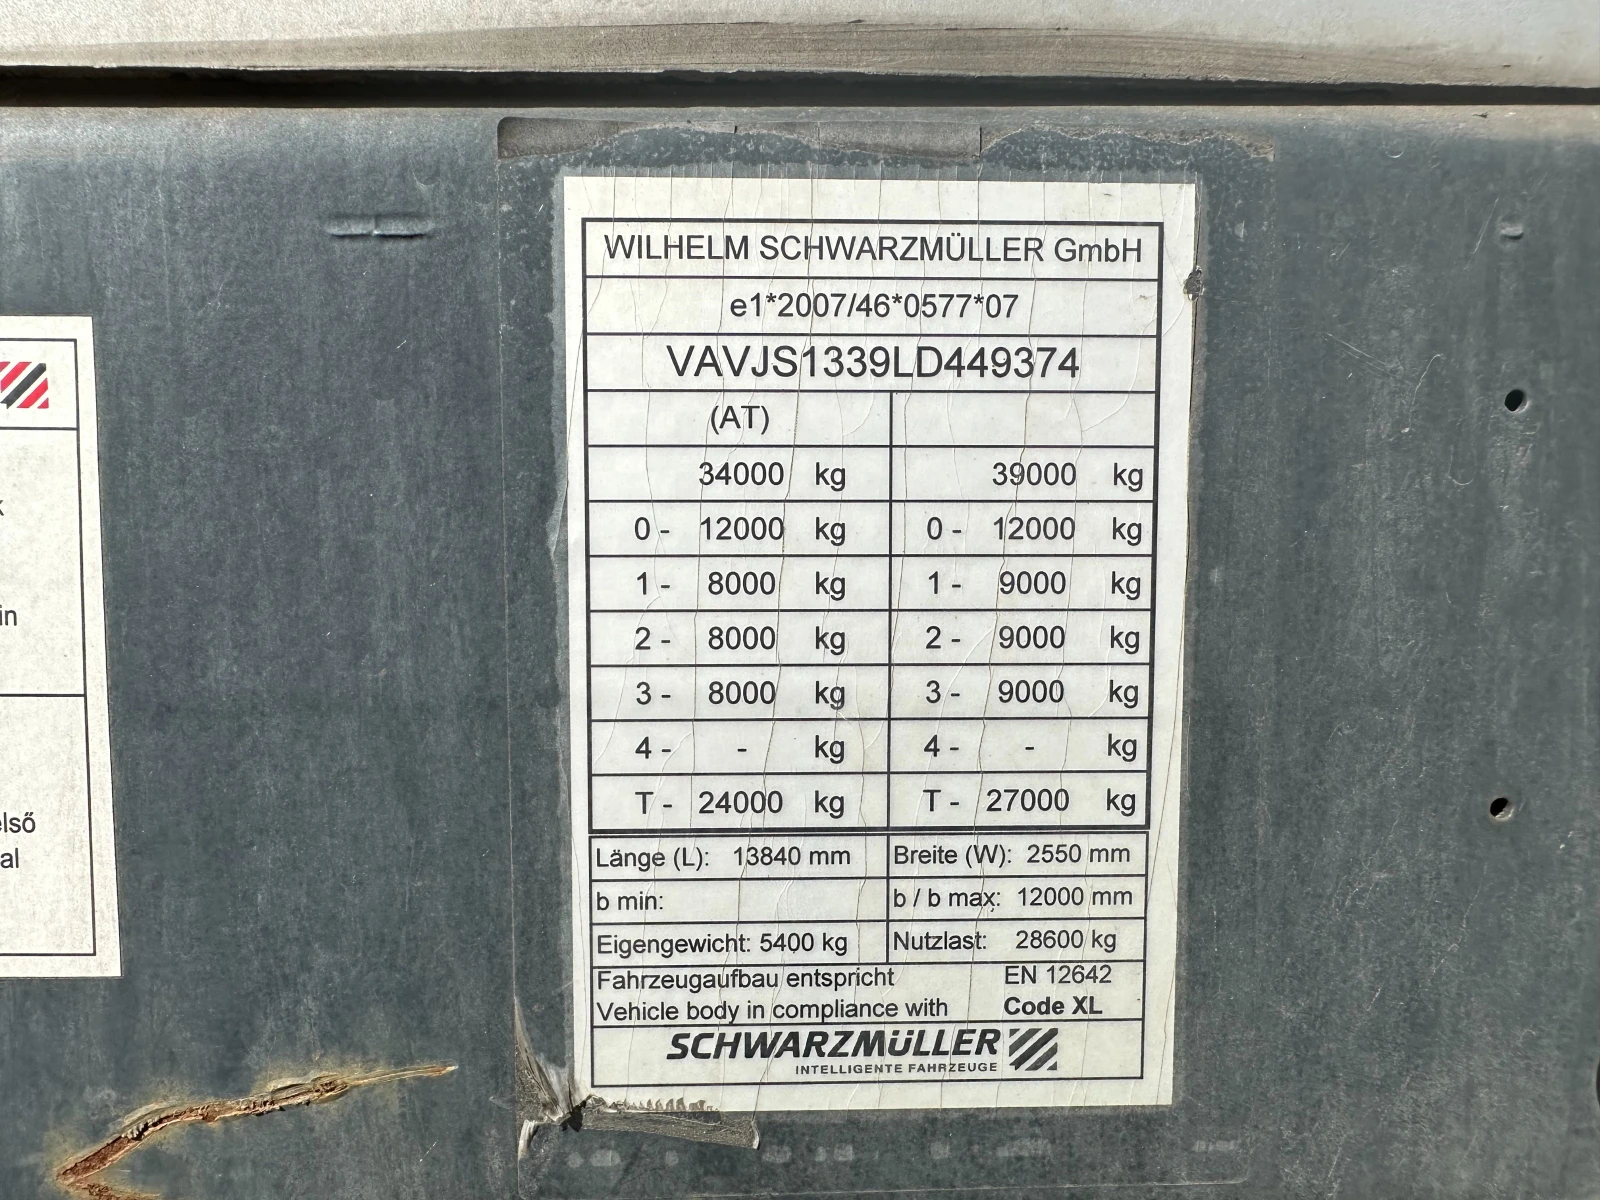 WILHELM SCHWARZMÜLLER GmbH
e1*2007/46*0577*07
VAVJS1339LD449374
(AT)
34000 kg 39000 kg
0 - 12000 kg 0 - 12000 kg
1 - 8000 kg 1 - 9000 kg
2 - 8000 kg 2 - 9000 kg
3 - 8000 kg 3 - 9000 kg
4 - - kg 4 - - kg
T - 24000 kg T - 27000 kg
Länge (L): 13840 mm Breite (W): 2550 mm
b min: b / b max: 12000 mm
Eigengewicht: 5400 kg Nutzlast: 28600 kg
Fahrzeugaufbau entspricht EN 12642
Vehicle body in compliance with Code XL
SCHWARZMÜLLER
INTELLIGENTE FAHRZEUGE